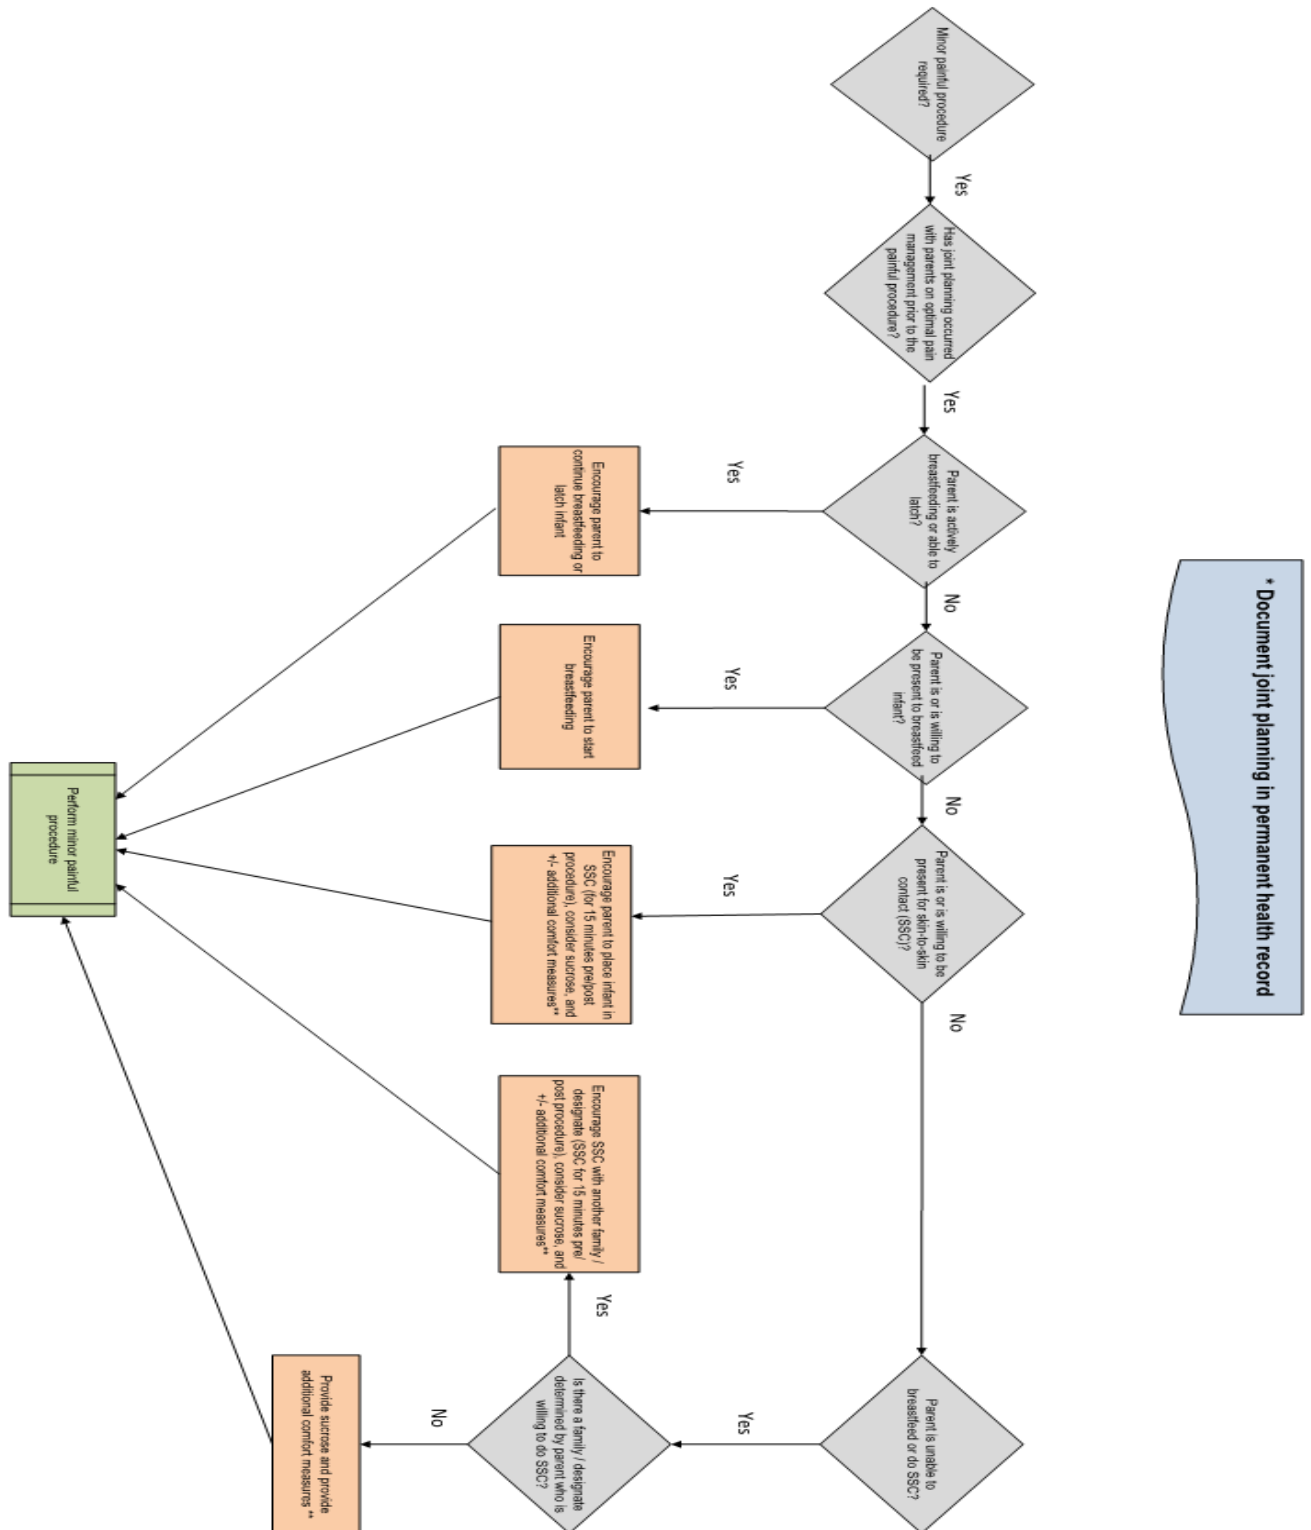 * Document joint planning in permanent health record
Minor painful procedure
required?
Yes
Has joint planning occurred
with parents on optimal pain
management prior to the
painful procedure?
Yes
Parent is actively
breastfeeding or able to
latch?
Yes
No
Encourage parent to
continue breastfeeding or
latch infant
Parent is or is willing to
be present to breastfeed
infant?
Yes
No
Encourage parent to start
breastfeeding
Parent is or is willing to be
present for skin-to-skin
contact (SSC)?
Yes
No
Encourage parent to place infant in
SSC (for 15 minutes pre/post
procedure), consider sucrose, and
+/- additional comfort measures**
Parent is unable to
breastfeed or do SSC?
Yes
Is there a family / designate
determined by parent who is
willing to do SSC?
Yes
No
Encourage SSC with another family /
designate (SSC for 15 minutes pre/
post procedure), consider sucrose, and
+/- additional comfort measures**
Provide sucrose and provide
additional comfort measures **
Perform minor painful
procedure